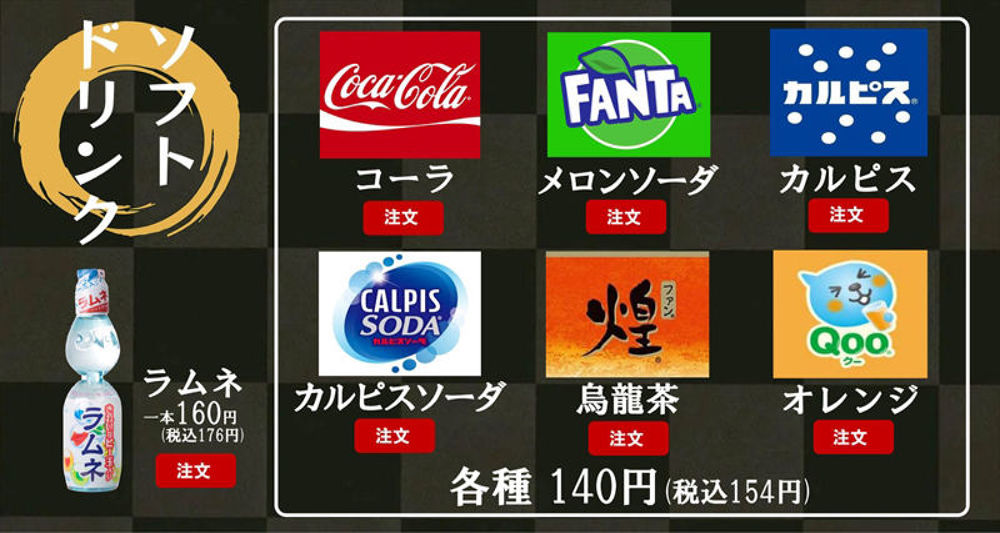 ソフト
ドリンク
Coca-Cola
コーラ
注文
FANTA
メロンソーダ
注文
カルピス®
カルピス
注文
CALPIS
SODA
カルピスソーダ
カルピスソーダ
注文
煌
ファン
烏龍茶
注文
Qoo
クー
オレンジ
注文
各種 140円(税込154円)
ラムネ
ラムネ
ラムネ
一本160円
(税込176円)
注文